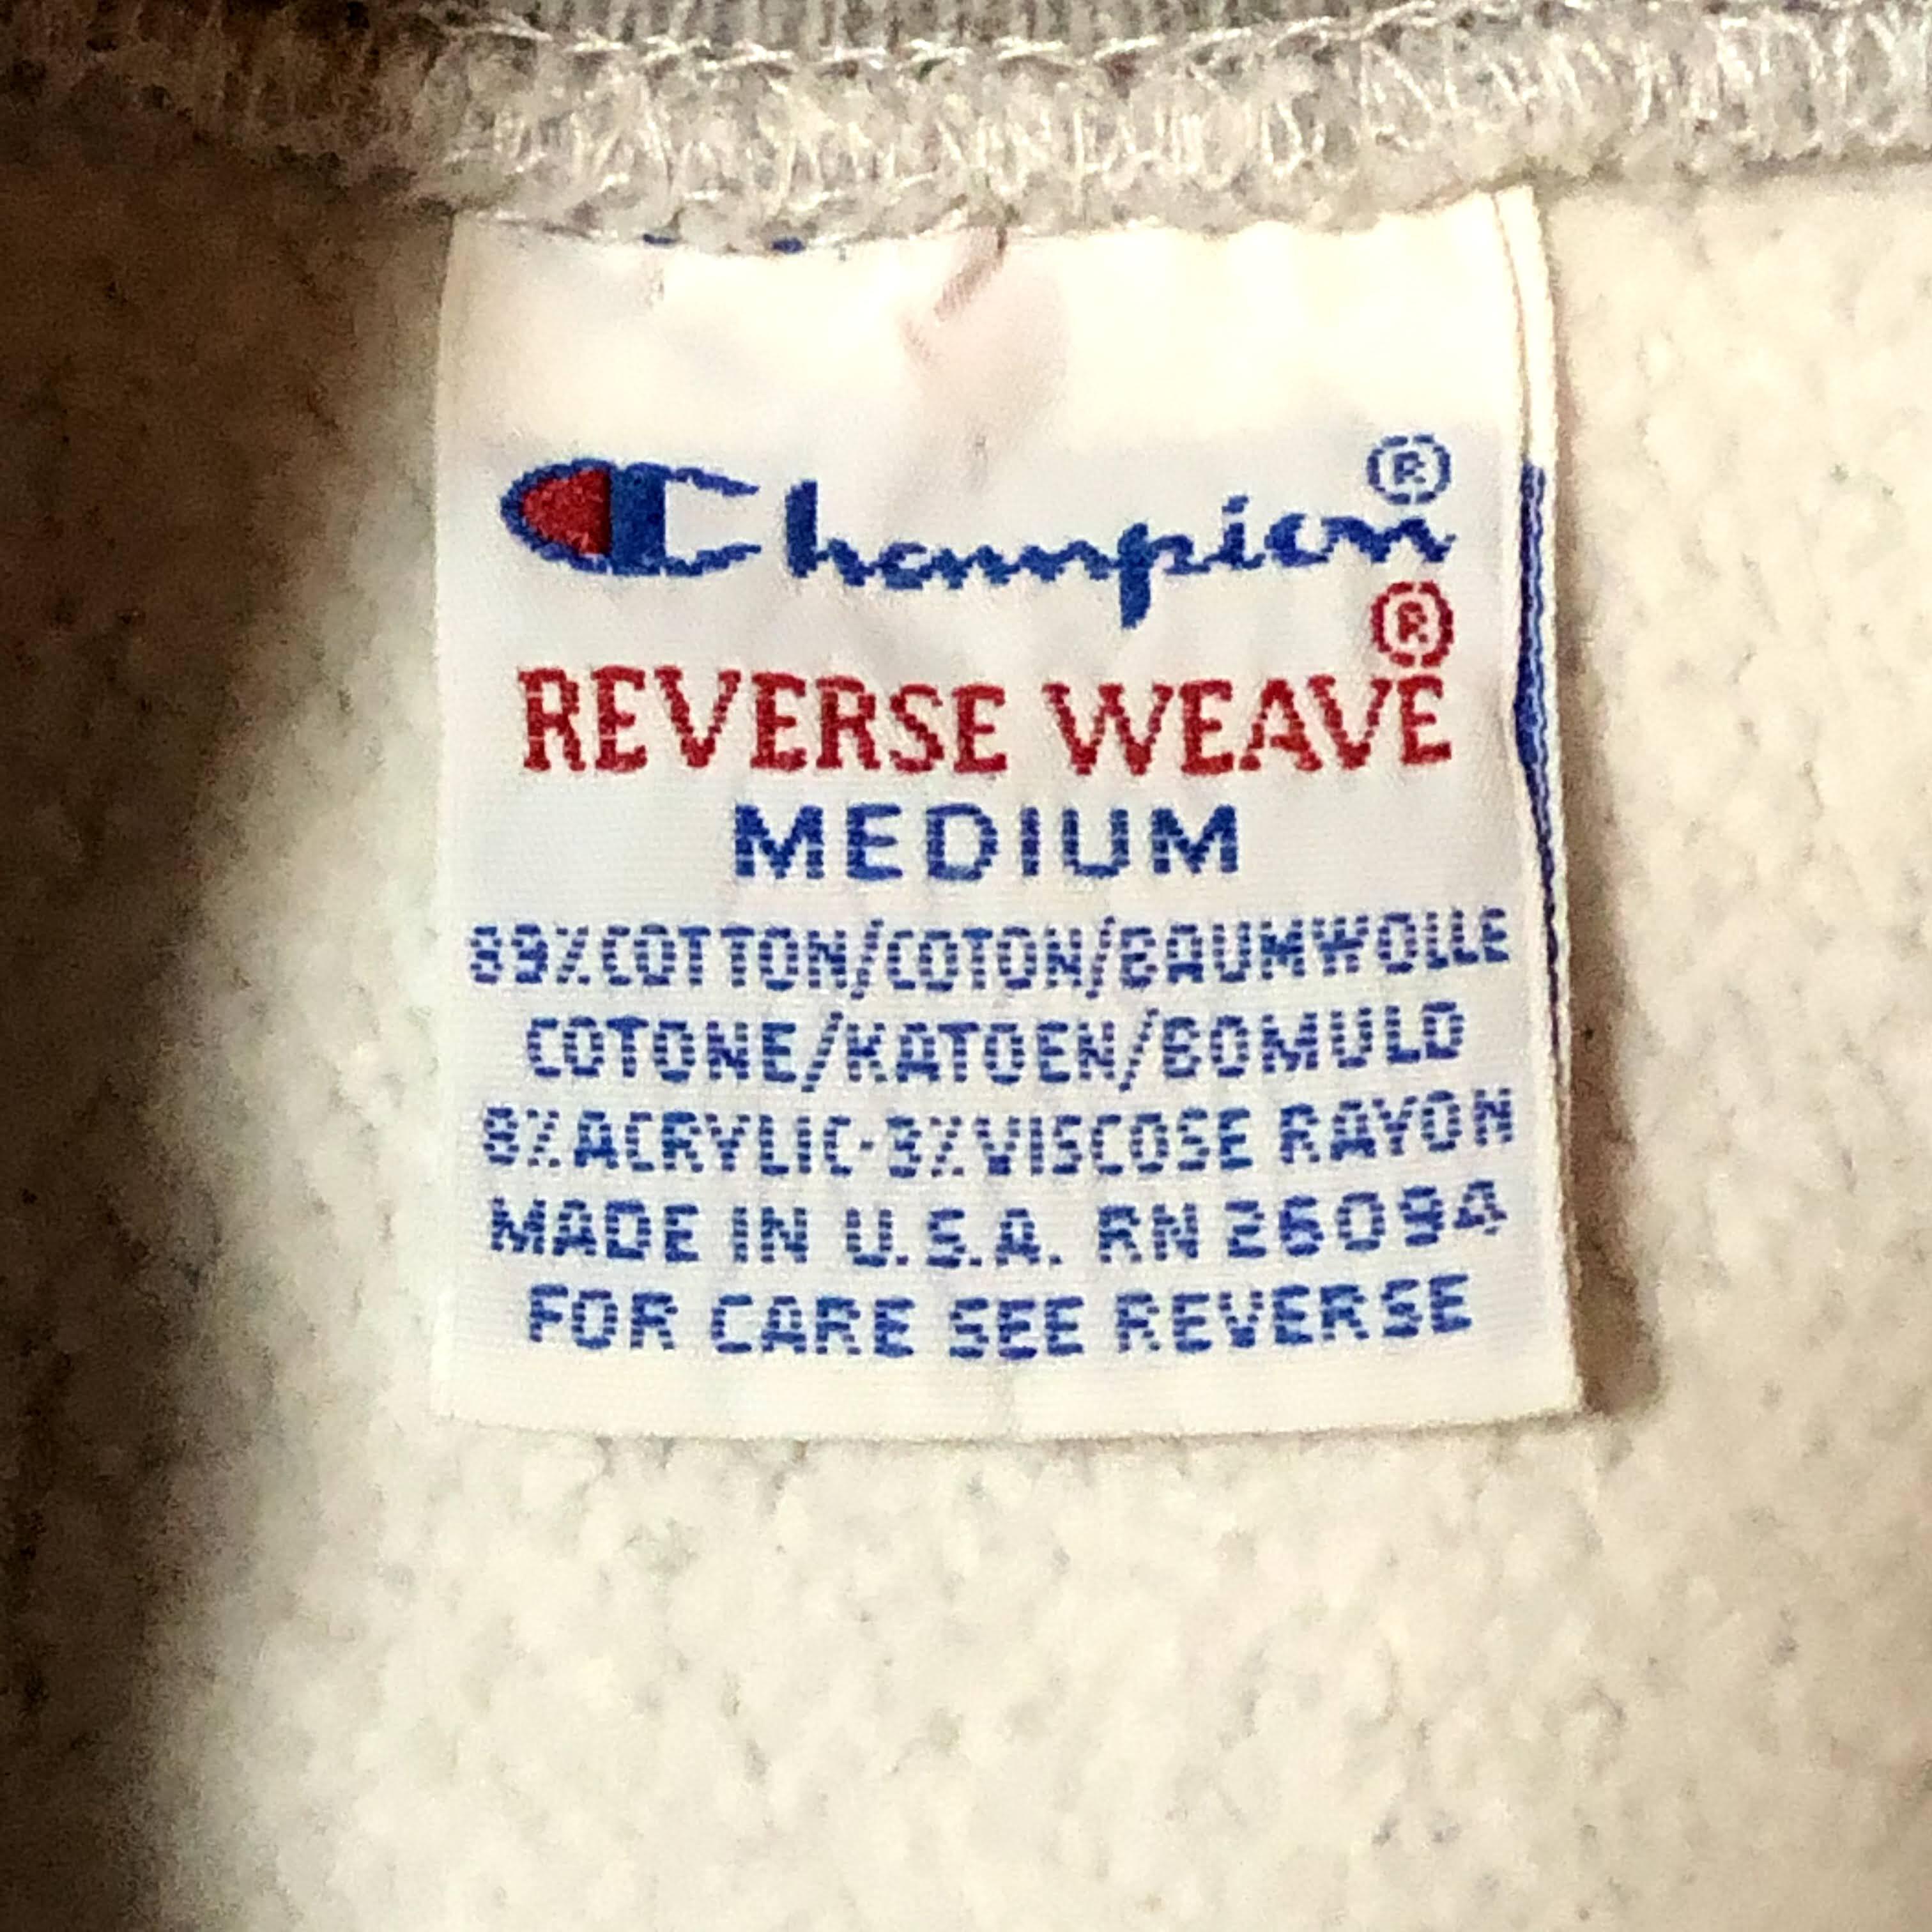 Champion®
REVERSE WEAVE®
MEDIUM
89%COTTON/COTON/BAUMWOLLE
COTONE/KATOEN/BOMULD
8%ACRYLIC·3%VISCOSE RAYON
MADE IN U.S.A. RN 26094
FOR CARE SEE REVERSE